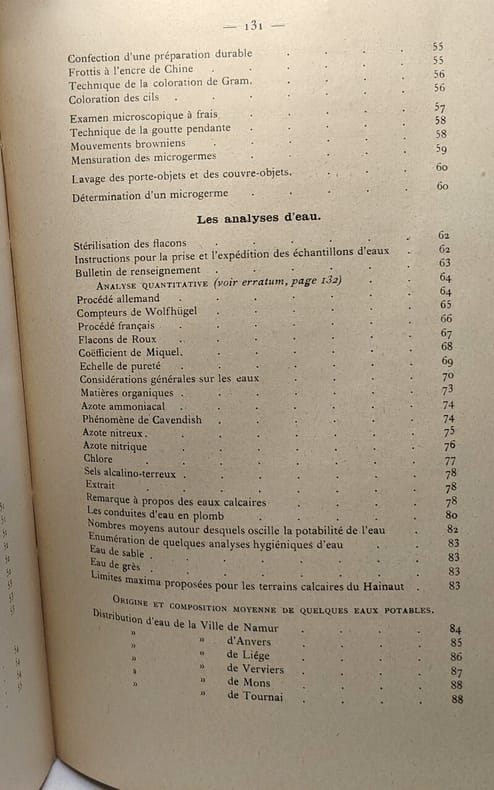 — 131 —
Confection d'une préparation durable . . . . 55
Frottis à l'encre de Chine . . . . . 55
Technique de la coloration de Gram. . . . . 56
Coloration des cils . . . . . . 56
Examen microscopique à frais . . . . 57
Technique de la goutte pendante . . . . 58
Mouvements browniens . . . . . 58
Mensuration des microgermes . . . . 59
Lavage des porte-objets et des couvre-objets. . . . 60
Détermination d'un microgerme . . . . . 60
Les analyses d'eau.
Stérilisation des flacons . . . . . 62
Instructions pour la prise et l'expédition des échantillons d'eaux . 62
Bulletin de renseignement . . . . . 63
ANALYSE QUANTITATIVE (voir erratum, page 132) . . 64
Procédé allemand . . . . . . 64
Compteurs de Wolfhügel . . . . . 65
Procédé français . . . . . . 66
Flacons de Roux . . . . . . 67
Coëfficient de Miquel. . . . . . 68
Echelle de pureté . . . . . . 69
Considérations générales sur les eaux . . . . 70
Matières organiques . . . . . . 73
Azote ammoniacal . . . . . . 74
Phénomène de Cavendish . . . . . 74
Azote nitreux . . . . . . . 75
Azote nitrique . . . . . . 76
Chlore . . . . . . . 77
Sels alcalino-terreux . . . . . . 78
Extrait . . . . . . . 78
Remarque à propos des eaux calcaires . . . . 78
Les conduites d'eau en plomb . . . . . 80
Nombres moyens autour desquels oscille la potabilité de l'eau . . 82
Enumération de quelques analyses hygiéniques d'eau . . 83
Eau de sable . . . . . . . 83
Eau de grès . . . . . . . 83
Limites maxima proposées pour les terrains calcaires du Hainaut . 83
ORIGINE ET COMPOSITION MOYENNE DE QUELQUES EAUX POTABLES.
Distribution d'eau de la Ville de Namur . . . . 84
» » d'Anvers . . . . 85
» » de Liége . . . . 86
» » de Verviers . . . . 87
» » de Mons . . . . 88
» » de Tournai . . . . 88